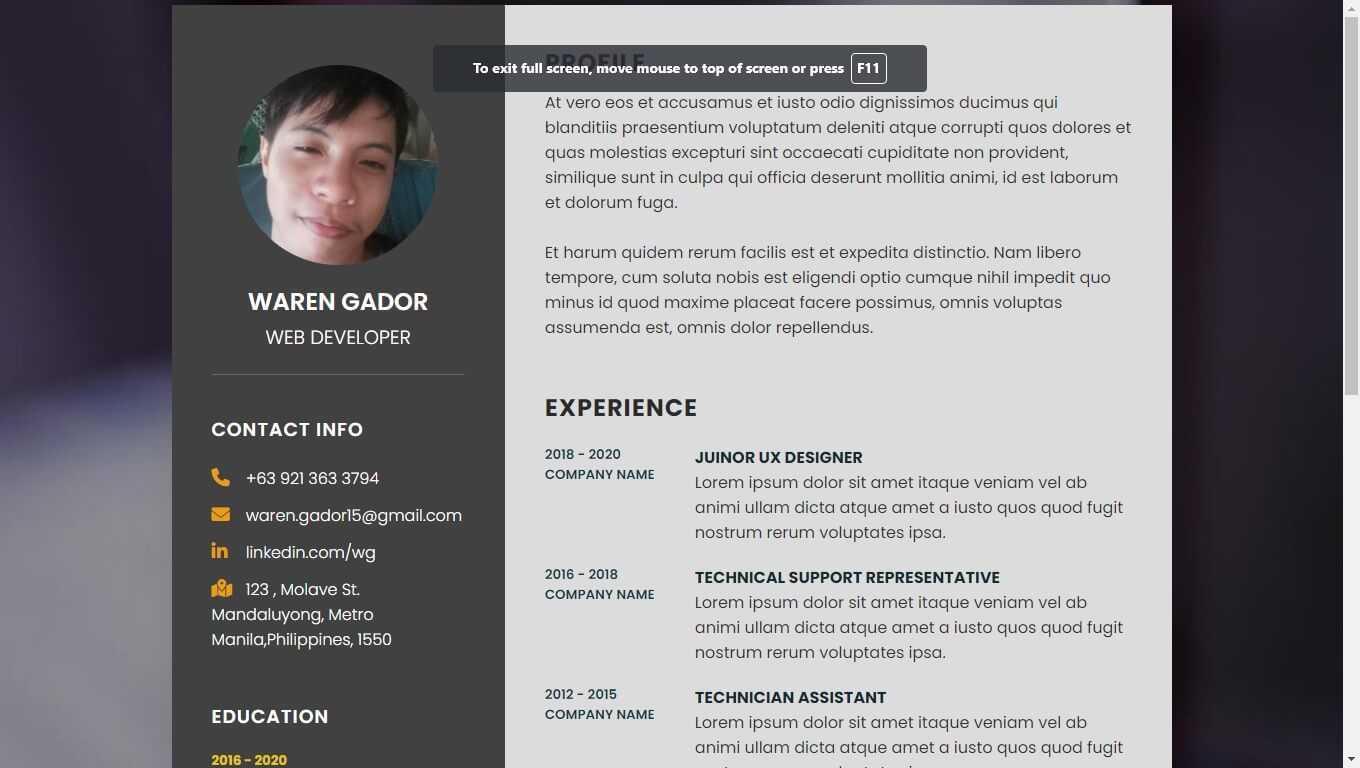 WAREN GADOR
WEB DEVELOPER
CONTACT INFO
+63 921 363 3794
waren.gador15@gmail.com
linkedin.com/wg
123 , Molave St.
Mandaluyong, Metro
Manila,Philippines, 1550
EDUCATION
2016 - 2020
PROFILE
To exit full screen, move mouse to top of screen or press F11
At vero eos et accusamus et iusto odio dignissimos ducimus qui
blanditiis praesentium voluptatum deleniti atque corrupti quos dolores et
quas molestias excepturi sint occaecati cupiditate non provident,
similique sunt in culpa qui officia deserunt mollitia animi, id est laborum
et dolorum fuga.
Et harum quidem rerum facilis est et expedita distinctio. Nam libero
tempore, cum soluta nobis est eligendi optio cumque nihil impedit quo
minus id quod maxime placeat facere possimus, omnis voluptas
assumenda est, omnis dolor repellendus.
EXPERIENCE
2018 - 2020
COMPANY NAME
JUINOR UX DESIGNER
Lorem ipsum dolor sit amet itaque veniam vel ab
animi ullam dicta atque amet a iusto quos quod fugit
nostrum rerum voluptates ipsa.
2016 - 2018
COMPANY NAME
TECHNICAL SUPPORT REPRESENTATIVE
Lorem ipsum dolor sit amet itaque veniam vel ab
animi ullam dicta atque amet a iusto quos quod fugit
nostrum rerum voluptates ipsa.
2012 - 2015
COMPANY NAME
TECHNICIAN ASSISTANT
Lorem ipsum dolor sit amet itaque veniam vel ab
animi ullam dicta atque amet a iusto quos quod fugit